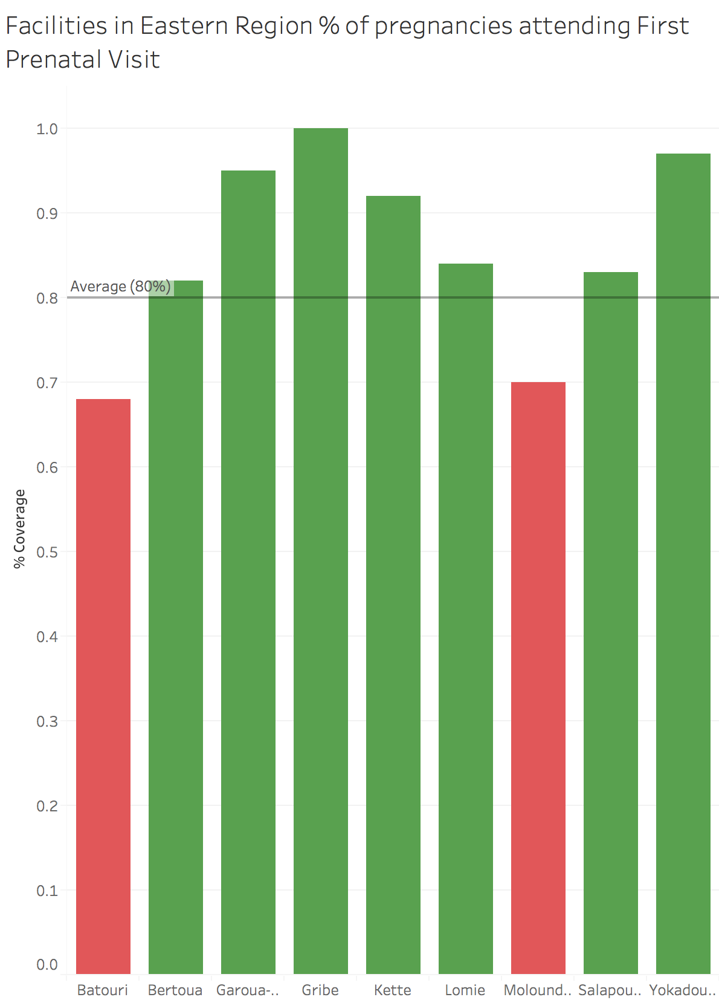 Facilities in Eastern Region % of pregnancies attending First
Prenatal Visit
1.0
0.9
Average (80%)
0.8
0.7
0.6
% Coverage
0.5
0.4
0.3
0.2
0.1
0.0
Batouri Bertoua Garoua-.. Gribe Kette Lomie Molound.. Salapou.. Yokadou..